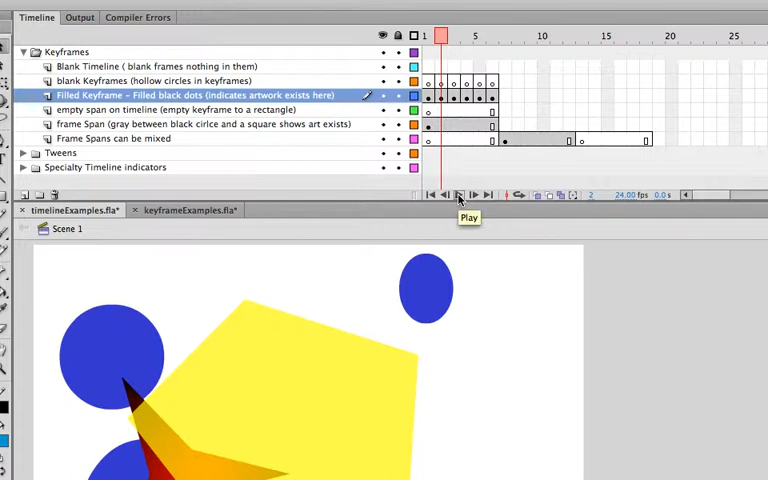 Timeline Output Compiler Errors
1 5 10 15 20 25
Keyframes
Blank Timeline ( blank frames nothing in them)
blank Keyframes (hollow circles in keyframes)
Filled Keyframe - Filled black dots (indicates artwork exists here)
empty span on timeline (empty keyframe to a rectangle)
frame Span (gray between black cirlce and a square shows art exists)
Frame Spans can be mixed
Tweens
Specialty Timeline indicators
2 24.00 fps 0.0 s
Play
timelineExamples.fla* keyframeExamples.fla*
Scene 1